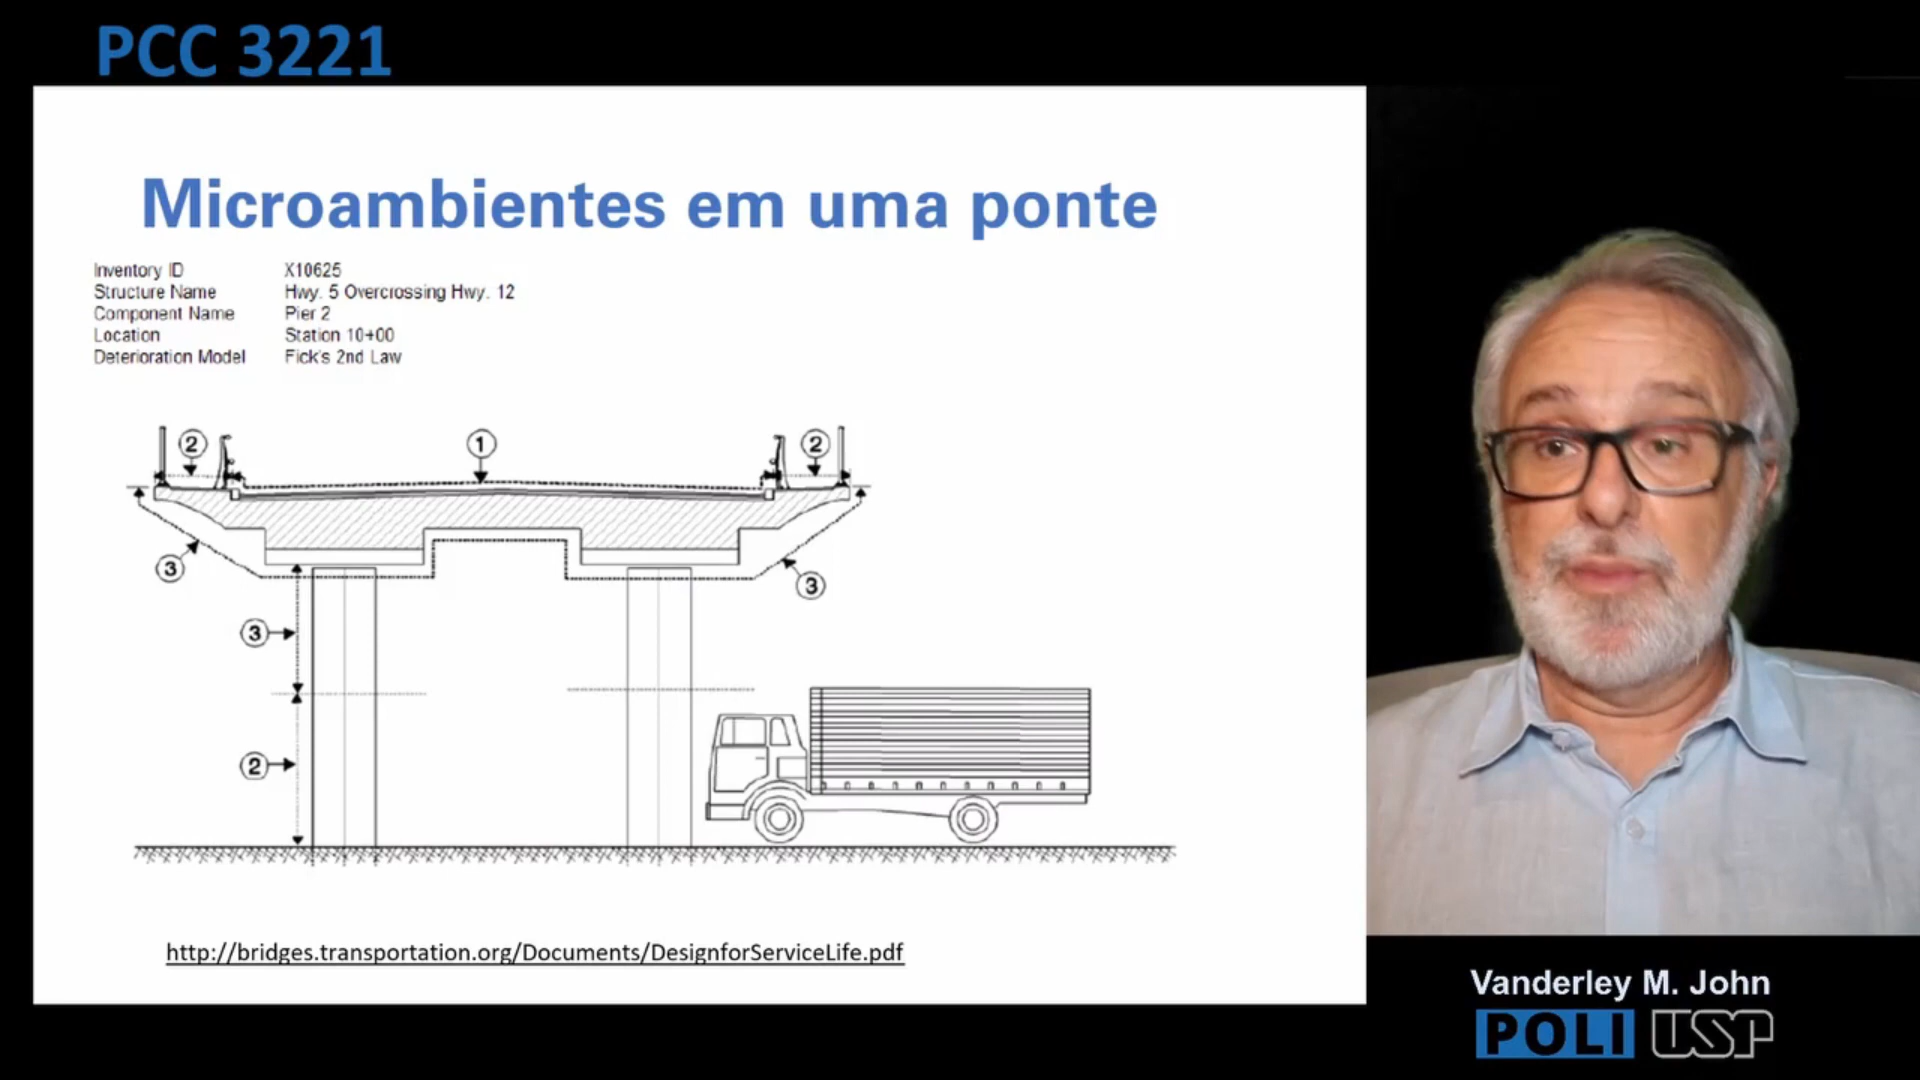 PCC 3221
Microambientes em uma ponte
Inventory ID X10625
Structure Name Hwy. 5 Overcrossing Hwy. 12
Component Name Pier 2
Location Station 10+00
Deterioration Model Fick's 2nd Law
2 1 2
3 3
3
2
http://bridges.transportation.org/Documents/DesignforServiceLife.pdf
Vanderley M. John
POLI USP